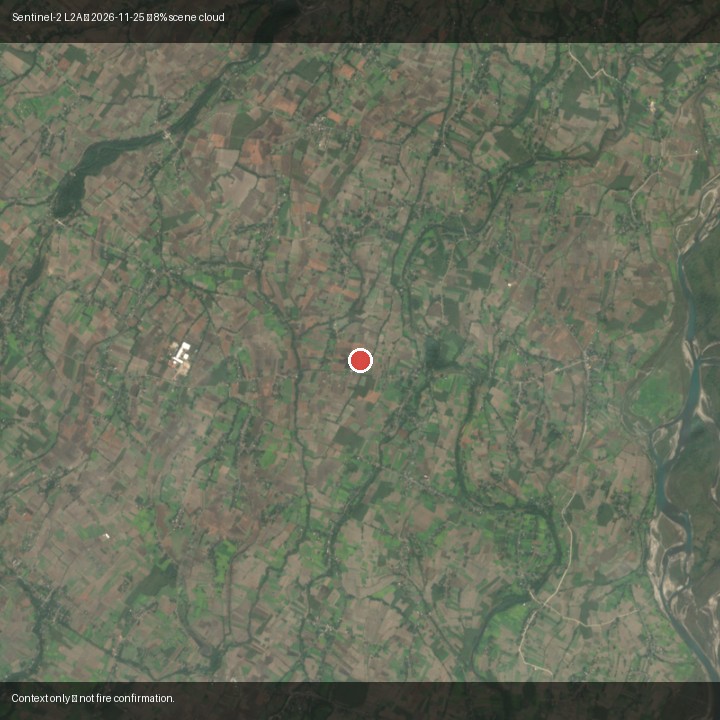 Sentinel-2 L2A▯2026-11-25▯8% scene cloud
Context only▯not fire confirmation.